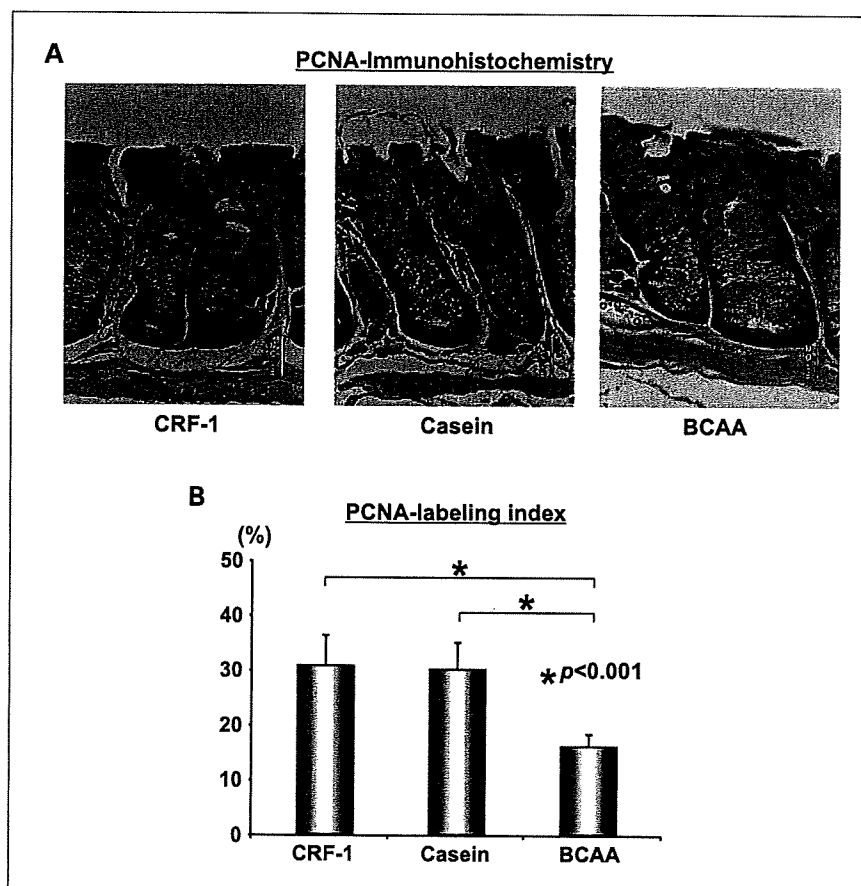 A
PCNA-Immunohistochemistry
CRF-1 Casein BCAA
B
PCNA-labeling index
(%)
50
40
30
20
10
0
*
*
* p<0.001
CRF-1 Casein BCAA